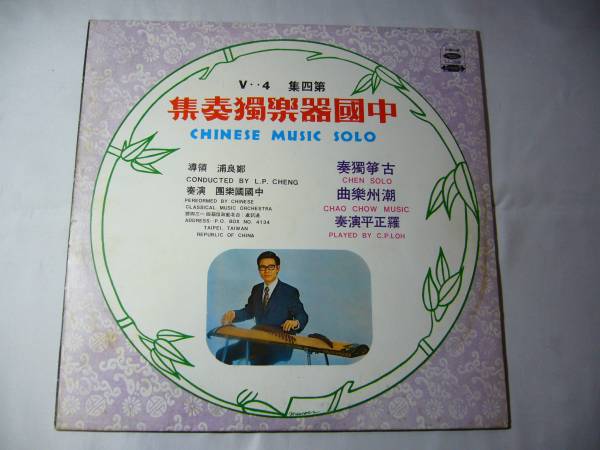 第四集 V··4
中國器樂獨奏集
CHINESE MUSIC SOLO
鄭良浦 領導
CONDUCTED BY L.P. CHENG
中國國樂團 演奏
PERFORMED BY CHINESE
CLASSICAL MUSIC ORCHESTRA
ADDRESS: P.O. BOX NO. 4134
TAIPEI, TAIWAN
REPUBLIC OF CHINA
古箏獨奏
CHEN SOLO
潮州樂曲
CHAO CHOW MUSIC
羅正平演奏
PLAYED BY C.P.LOH